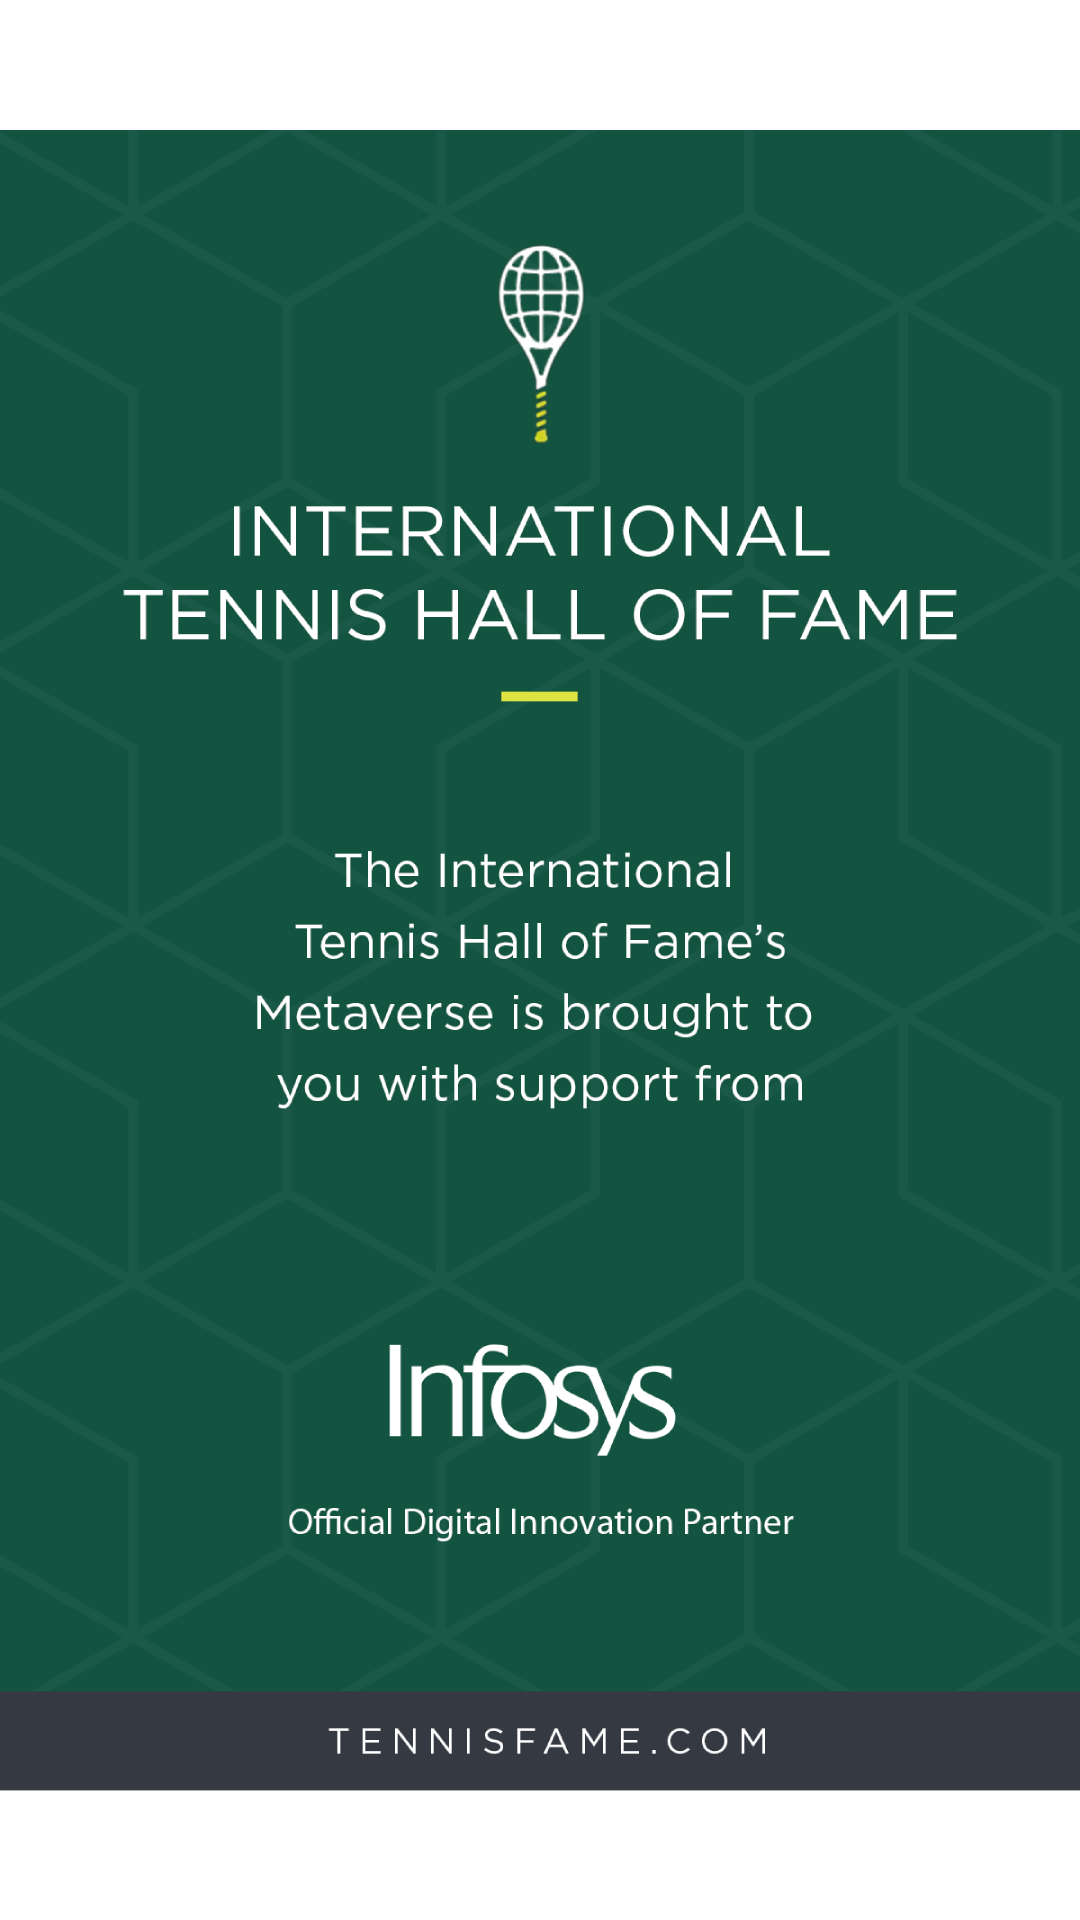 INTERNATIONAL
TENNIS HALL OF FAME
The International
Tennis Hall of Fame’s
Metaverse is brought to
you with support from
Infosys
Official Digital Innovation Partner
TENNISFAME.COM